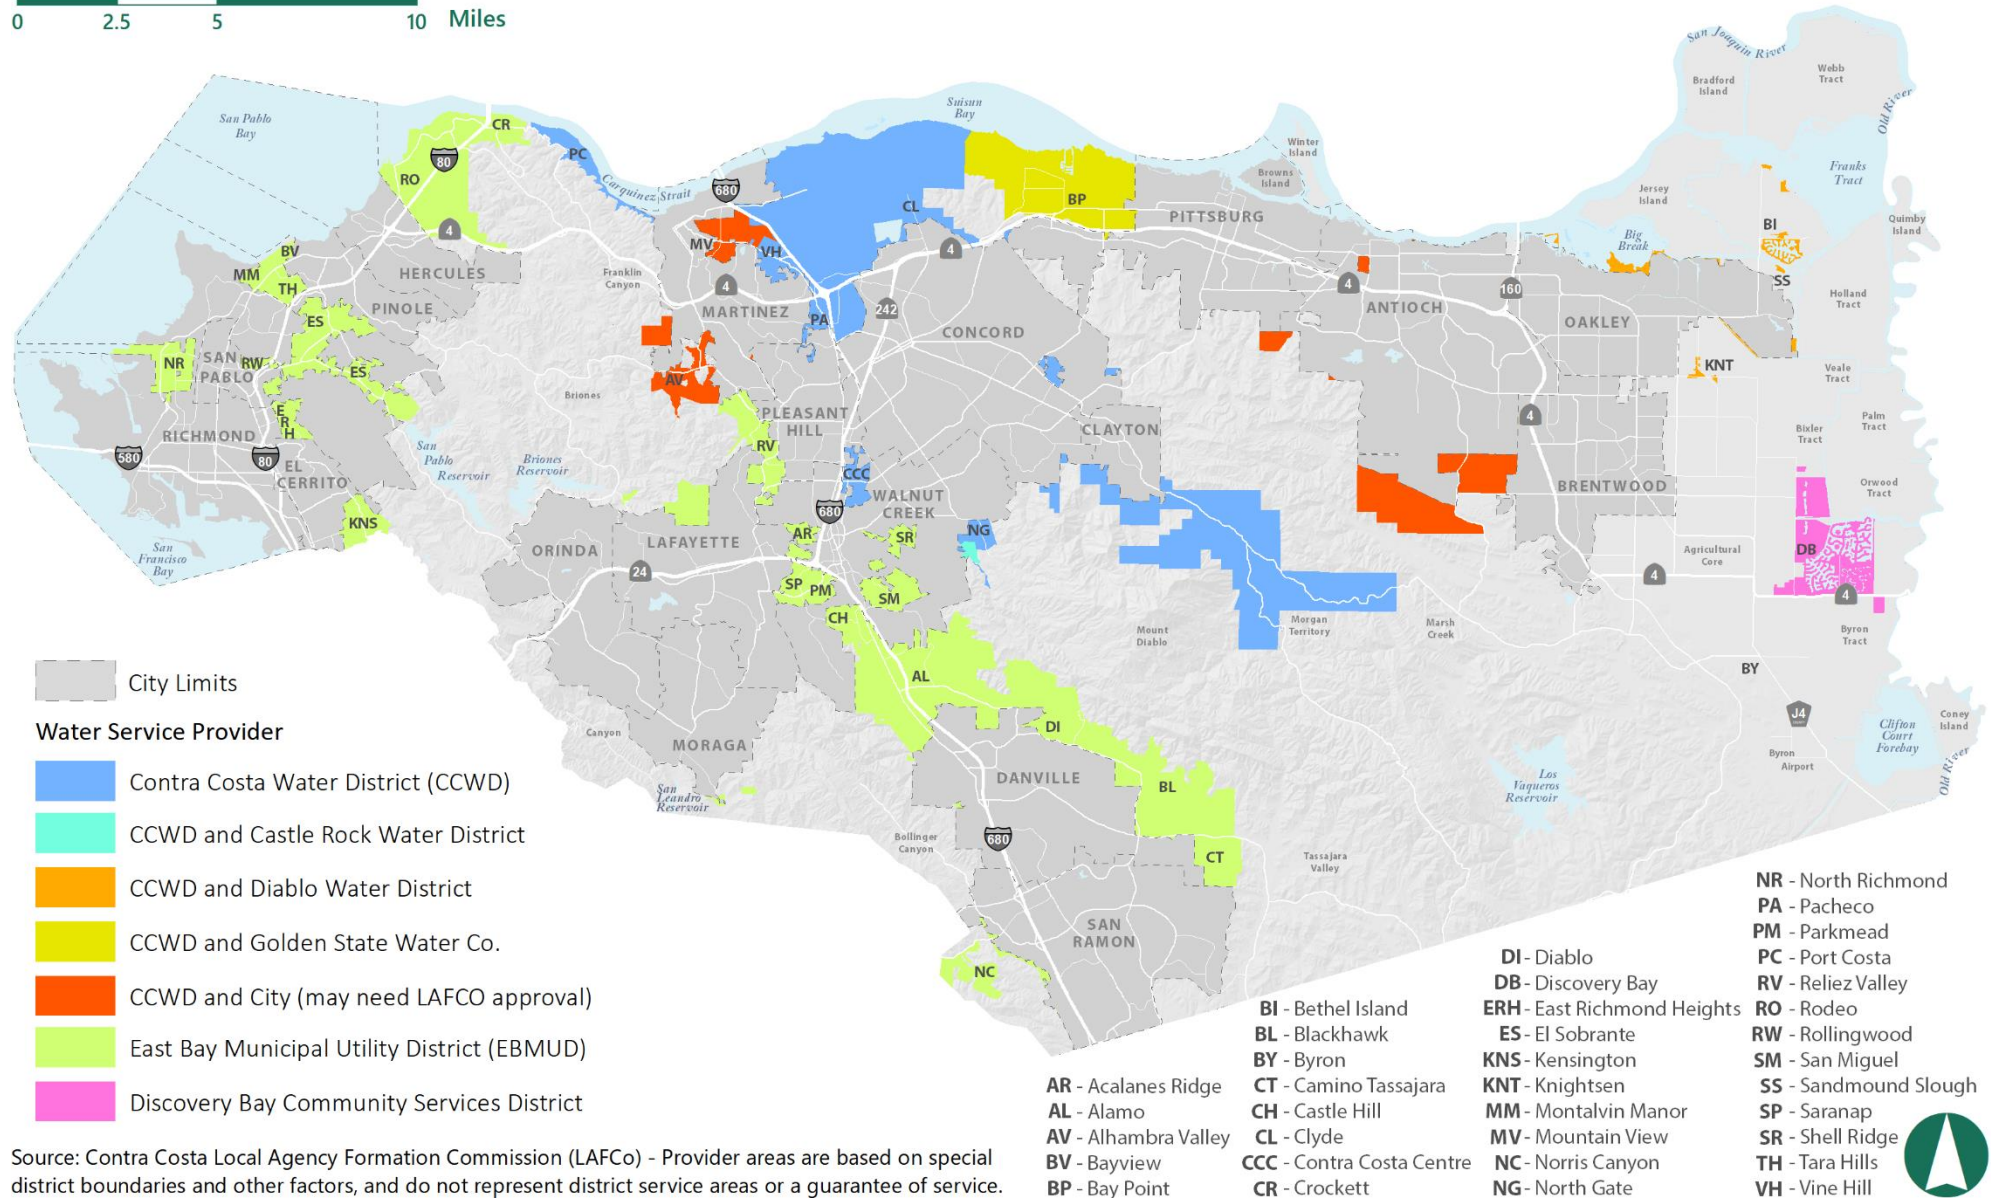 0 2.5 5 10 Miles
San Joaquin River
Webb
Tract
Bradford
Island
Old River
San Pablo
Bay
Suisun
Bay
CR
80
PC
RO
Carquinez Strait
680
Winter
Island
Browns
Island
Franks
Tract
Jersey
Island
Quimby
Island
CL
BP
PITTSBURG
BI
4
MV
VH
4
Big
Break
BV
MM
TH
HERCULES
Franklin
Canyon
4
SS
4
160
Holland
Tract
PINOLE
ES
MARTINEZ
PA
242
CONCORD
ANTIOCH
OAKLEY
NR
SAN
PABLO
RW
ES
AV
Briones
KNT
Veale
Tract
E
R
H
PLEASANT
HILL
CLAYTON
4
Palm
Tract
Bixler
Tract
RICHMOND
580
80
EL
CERRITO
San
Pablo
Reservoir
Briones
Reservoir
RV
CCC
680
WALNUT
CREEK
BRENTWOOD
Orwood
Tract
KNS
San
Francisco
Bay
ORINDA
LAFAYETTE
AR
SR
NG
24
SP
PM
SM
CH
Agricultural
Core
DB
4
4
Mount
Diablo
Morgan
Territory
Marsh
Creek
Byron
Tract
BY
AL
DI
Canyon
MORAGA
San
Leandro
Reservoir
DANVILLE
BL
Los
Vaqueros
Reservoir
J4
Byron
Airport
Clifton
Court
Forebay
Coney
Island
Old River
Bollinger
Canyon
680
CT
Tassajara
Valley
SAN
RAMON
NC
City Limits
Water Service Provider
Contra Costa Water District (CCWD)
CCWD and Castle Rock Water District
CCWD and Diablo Water District
CCWD and Golden State Water Co.
CCWD and City (may need LAFCO approval)
East Bay Municipal Utility District (EBMUD)
Discovery Bay Community Services District
Source: Contra Costa Local Agency Formation Commission (LAFCo) - Provider areas are based on special
district boundaries and other factors, and do not represent district service areas or a guarantee of service.
AR - Acalanes Ridge
AL - Alamo
AV - Alhambra Valley
BV - Bayview
BP - Bay Point
BI - Bethel Island
BL - Blackhawk
BY - Byron
CT - Camino Tassajara
CH - Castle Hill
CL - Clyde
CCC - Contra Costa Centre
CR - Crockett
DI - Diablo
DB - Discovery Bay
ERH - East Richmond Heights
ES - El Sobrante
KNS - Kensington
KNT - Knightsen
MM - Montalvin Manor
MV - Mountain View
NC - Norris Canyon
NG - North Gate
NR - North Richmond
PA - Pacheco
PM - Parkmead
PC - Port Costa
RV - Reliez Valley
RO - Rodeo
RW - Rollingwood
SM - San Miguel
SS - Sandmound Slough
SP - Saranap
SR - Shell Ridge
TH - Tara Hills
VH - Vine Hill